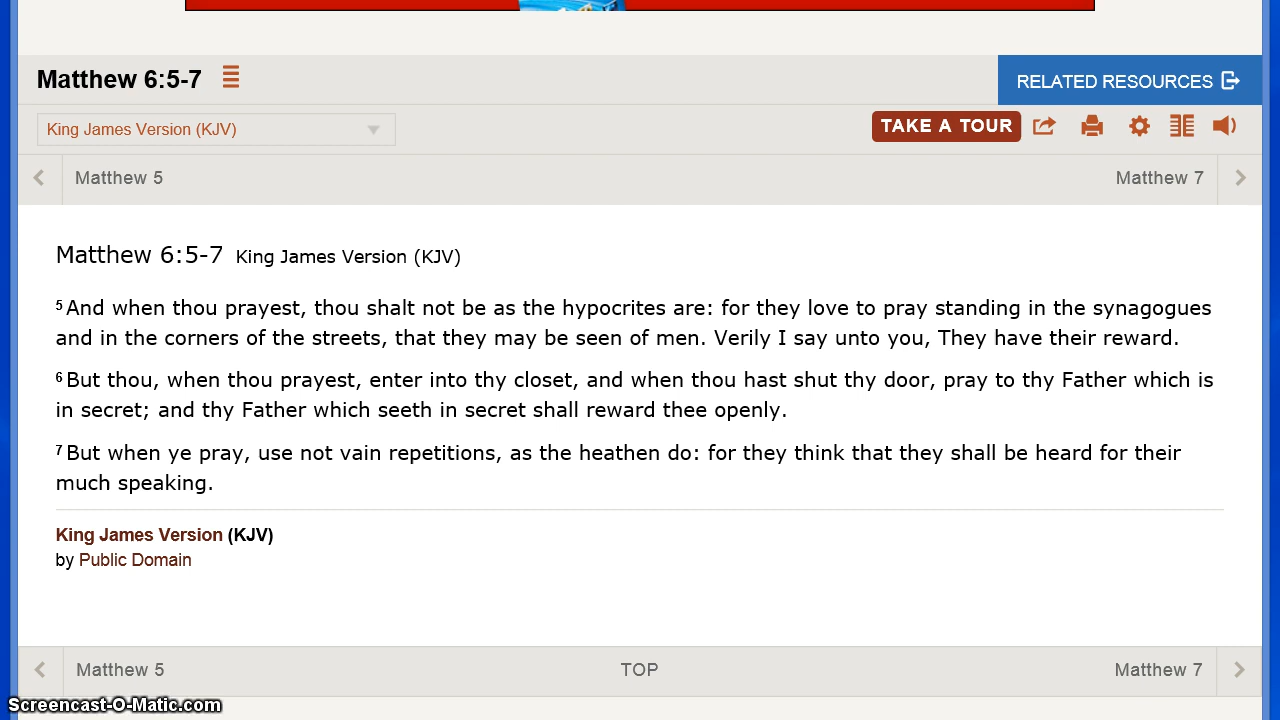 Matthew 6:5-7
RELATED RESOURCES
King James Version (KJV)
TAKE A TOUR
Matthew 5
Matthew 7
Matthew 6:5-7 King James Version (KJV)
5 And when thou prayest, thou shalt not be as the hypocrites are: for they love to pray standing in the synagogues
and in the corners of the streets, that they may be seen of men. Verily I say unto you, They have their reward.
6 But thou, when thou prayest, enter into thy closet, and when thou hast shut thy door, pray to thy Father which is
in secret; and thy Father which seeth in secret shall reward thee openly.
7 But when ye pray, use not vain repetitions, as the heathen do: for they think that they shall be heard for their
much speaking.
King James Version (KJV)
by Public Domain
Matthew 5
TOP
Matthew 7
Screencast-O-Matic.com